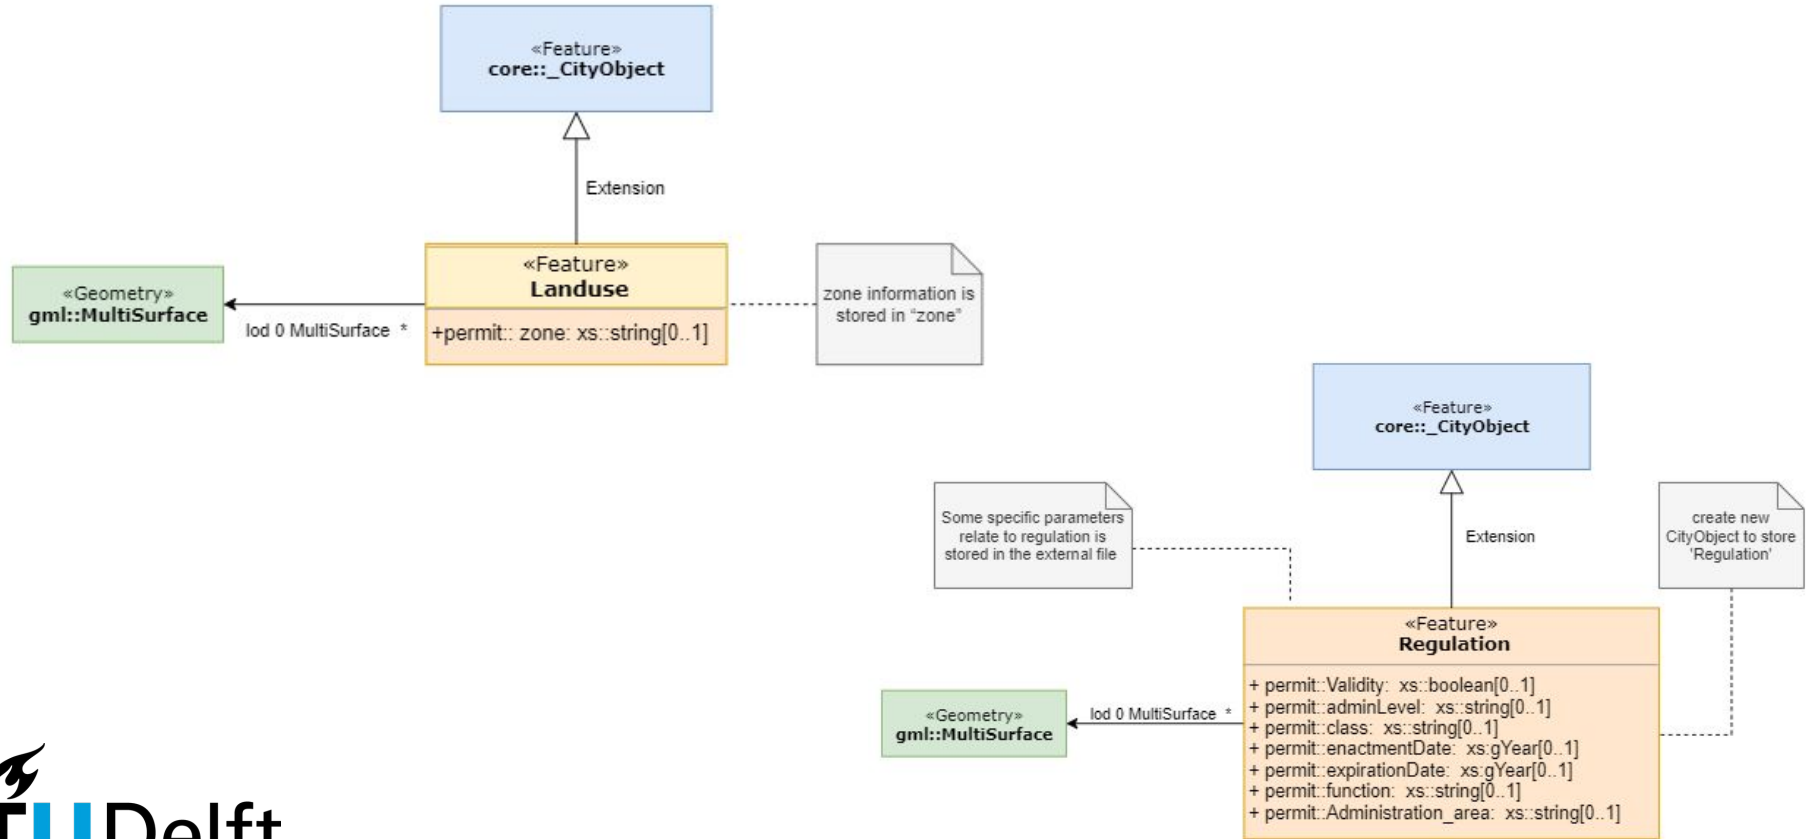 «Feature»
core::_CityObject
Extension
«Feature»
Landuse
+permit:: zone: xs::string[0..1]
«Geometry»
gml::MultiSurface
lod 0 MultiSurface *
zone information is
stored in “zone”
«Feature»
core::_CityObject
Extension
Some specific parameters
relate to regulation is
stored in the external file
create new
CityObject to store
'Regulation'
«Feature»
Regulation
+ permit::Validity: xs::boolean[0..1]
+ permit::adminLevel: xs::string[0..1]
+ permit::class: xs::string[0..1]
+ permit::enactmentDate: xs:gYear[0..1]
+ permit::expirationDate: xs:gYear[0..1]
+ permit::function: xs::string[0..1]
+ permit::Administration_area: xs::string[0..1]
«Geometry»
gml::MultiSurface
lod 0 MultiSurface *
TUDelft